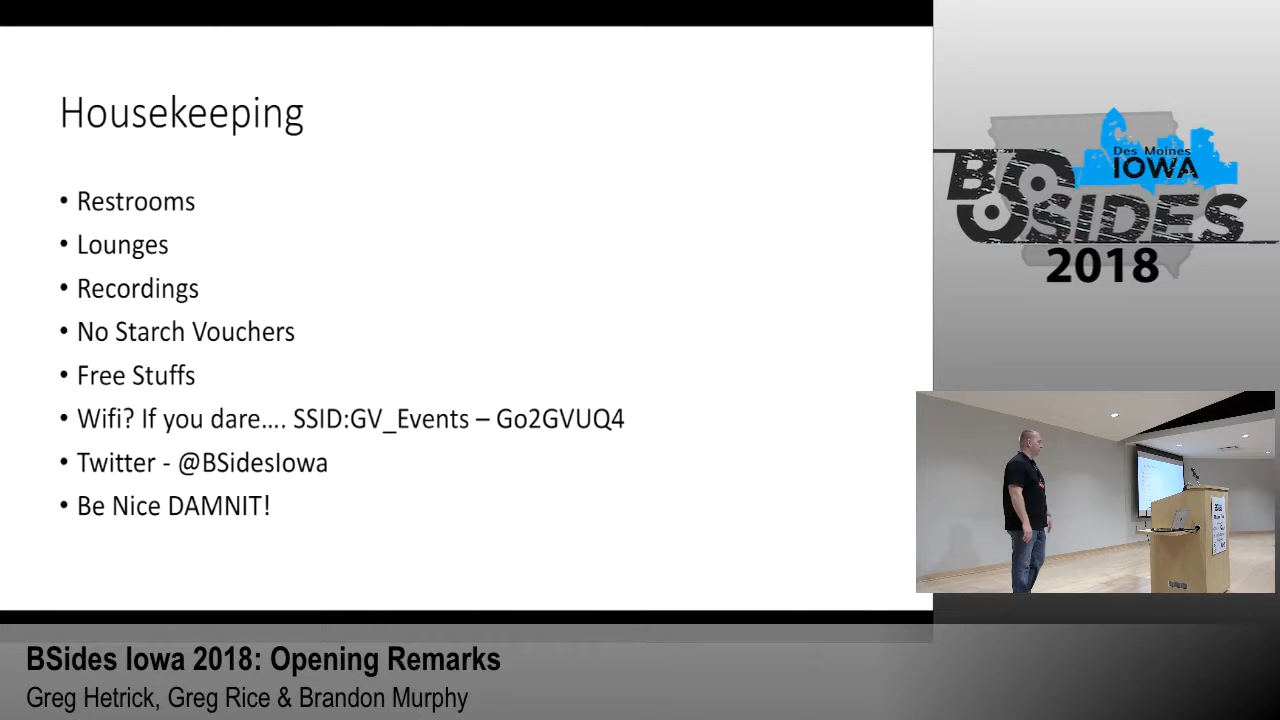 Housekeeping
• Restrooms
• Lounges
• Recordings
• No Starch Vouchers
• Free Stuffs
• Wifi? If you dare.... SSID:GV_Events – Go2GVUQ4
• Twitter - @BSidesIowa
• Be Nice DAMNIT!
Des Moines
IOWA
BSIDES
2018
BSides Iowa 2018: Opening Remarks
Greg Hetrick, Greg Rice & Brandon Murphy